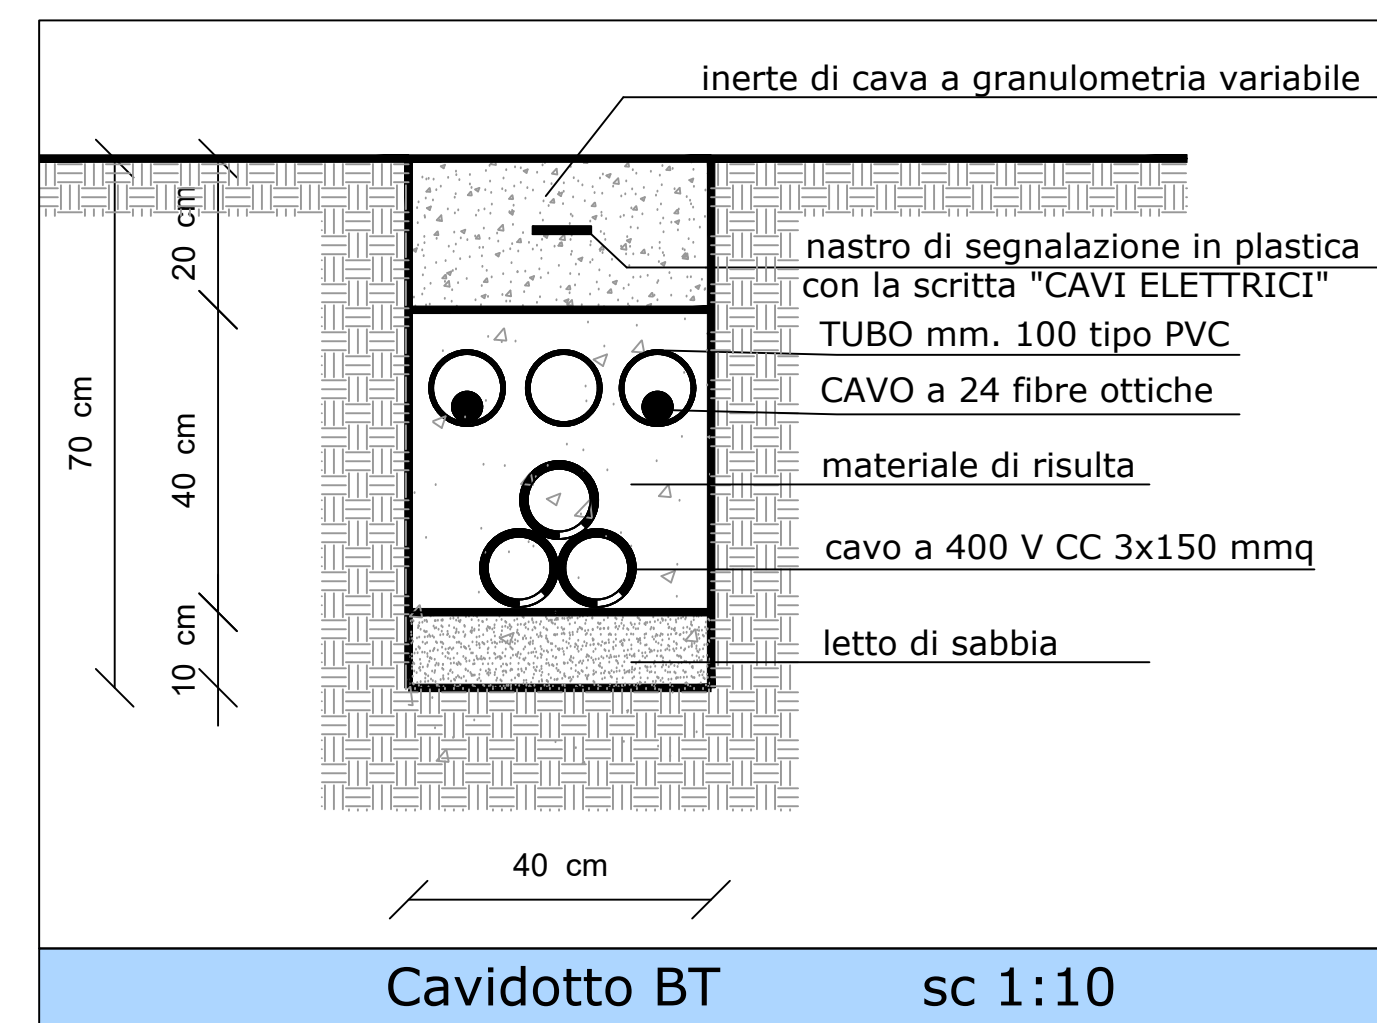 inerte di cava a granulometria variabile
nastro di segnalazione in plastica
con la scritta "CAVI ELETTRICI"
TUBO mm. 100 tipo PVC
CAVO a 24 fibre ottiche
materiale di risulta
cavo a 400 V CC 3x150 mmq
letto di sabbia
20 cm
70 cm
40 cm
10 cm
40 cm
Cavidotto BT sc 1:10